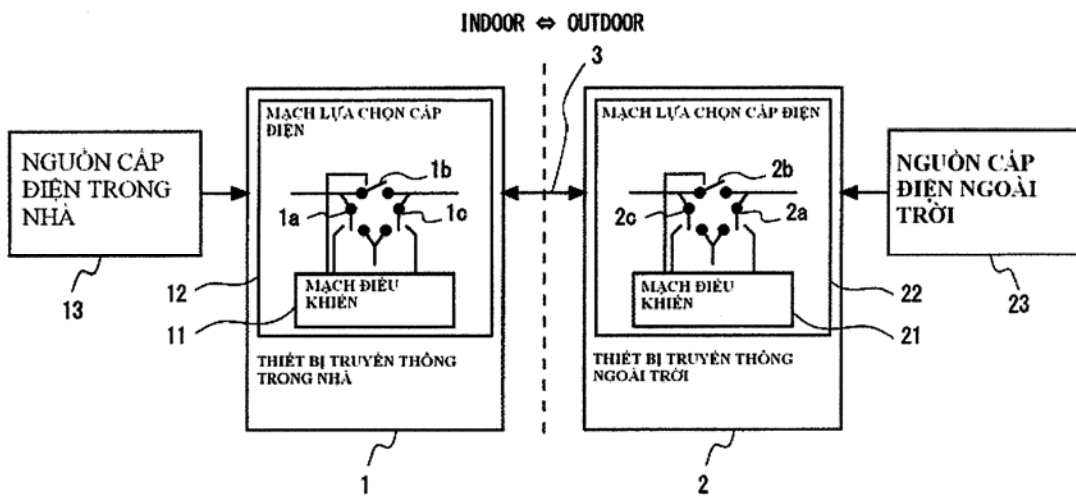 INDOOR ⇔ OUTDOOR
3
MẠCH LỰA CHỌN CẤP
ĐIỆN
MẠCH LỰA CHỌN CẤP ĐIỆN
NGUỒN CẤP
ĐIỆN TRONG
NHÀ
NGUỒN CẤP
ĐIỆN NGOÀI
TRỜI
1b
1a
1c
2b
2c
2a
MẠCH ĐIỀU
KHIỂN
MẠCH ĐIỀU
KHIỂN
13
12
11
22
21
23
THIẾT BỊ TRUYỀN THÔNG
TRONG NHÀ
THIẾT BỊ TRUYỀN THÔNG
NGOÀI TRỜI
1
2